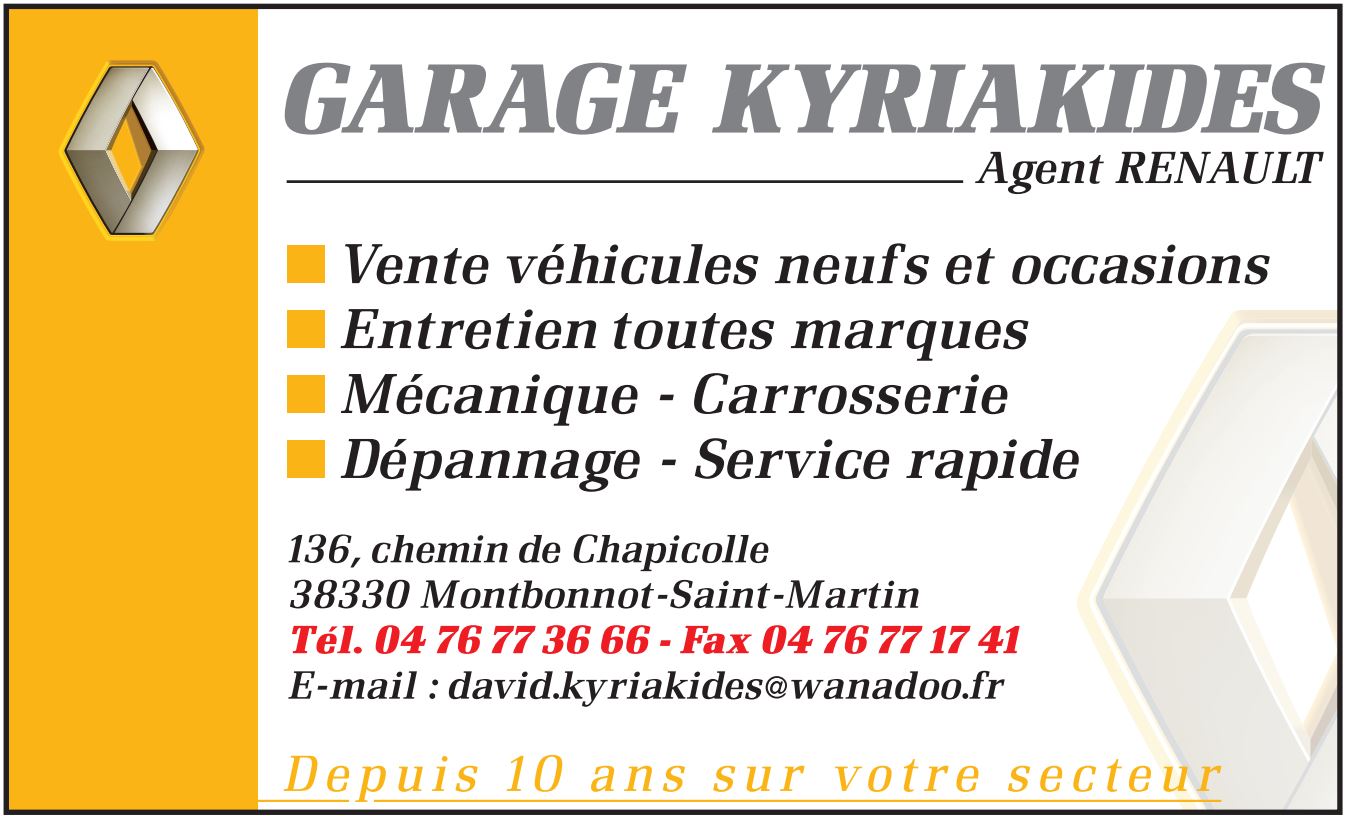 GARAGE KYRIAKIDES
Agent RENAULT
Vente véhicules neufs et occasions
Entretien toutes marques
Mécanique - Carrosserie
Dépannage - Service rapide
136, chemin de Chapicolle
38330 Montbonnot-Saint-Martin
Tél. 04 76 77 36 66 - Fax 04 76 77 17 41
E-mail : david.kyriakides@wanadoo.fr
Depuis 10 ans sur votre secteur